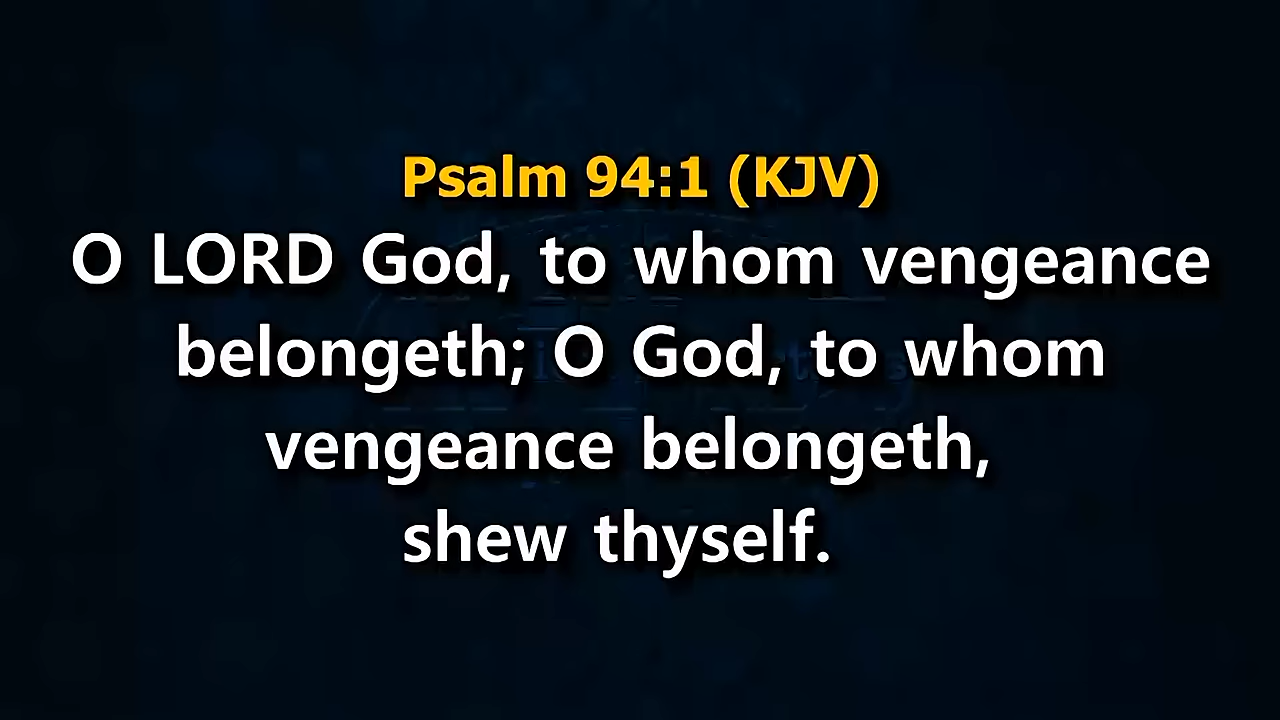 Psalm 94:1 (KJV)
O LORD God, to whom vengeance
belongeth; O God, to whom
vengeance belongeth,
shew thyself.